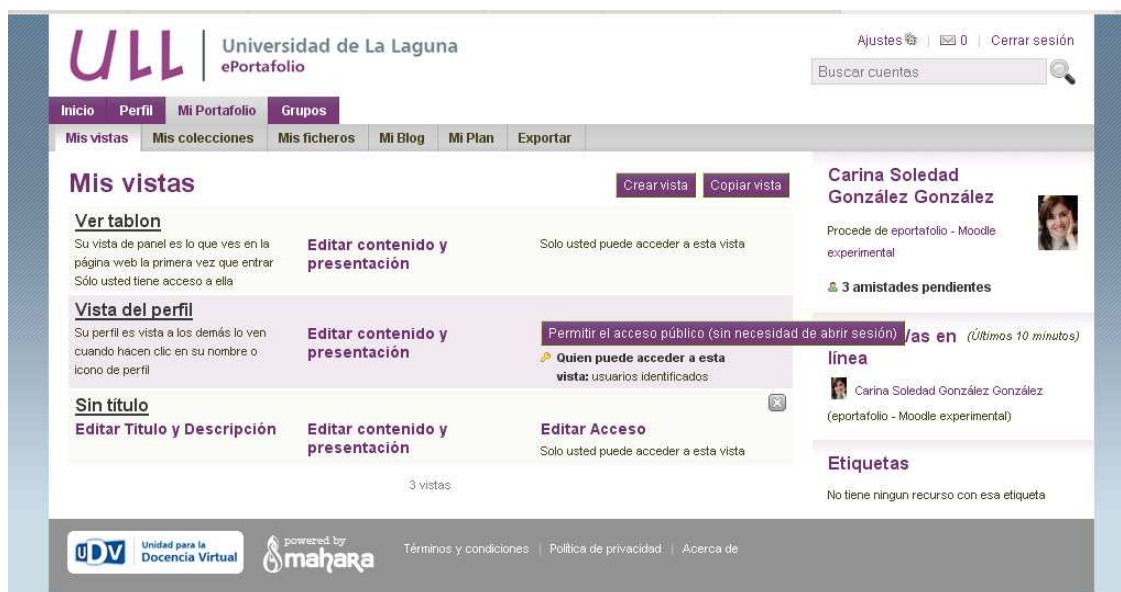 ULL
Universidad de La Laguna
ePortafolio
Ajustes | 0 | Cerrar sesión
Buscar cuentas
Inicio Perfil Mi Portafolio Grupos
Mis vistas Mis colecciones Mis ficheros Mi Blog Mi Plan Exportar
Mis vistas
Crear vista Copiar vista
Ver tablon
Su vista de panel es lo que ves en la
página web la primera vez que entrar
Sólo usted tiene acceso a ella
Editar contenido y
presentación
Solo usted puede acceder a esta vista
Vista del perfil
Su perfil es vista a los demás lo ven
cuando hacen clic en su nombre o
icono de perfil
Editar contenido y
presentación
Permitir el acceso público (sin necesidad de abrir sesión)
Quien puede acceder a esta
vista: usuarios identificados
Sin título
Editar Titulo y Descripción
Editar contenido y
presentación
Editar Acceso
Solo usted puede acceder a esta vista
3 vistas
Carina Soledad
González González
Procede de eportafolio - Moodle
experimental
3 amistades pendientes
/as en (Últimos 10 minutos)
línea
Carina Soledad González González
(eportafolio - Moodle experimental)
Etiquetas
No tiene ningun recurso con esa etiqueta
UDV Unidad para la
Docencia Virtual
powered by
mahara
Términos y condiciones | Política de privacidad | Acerca de